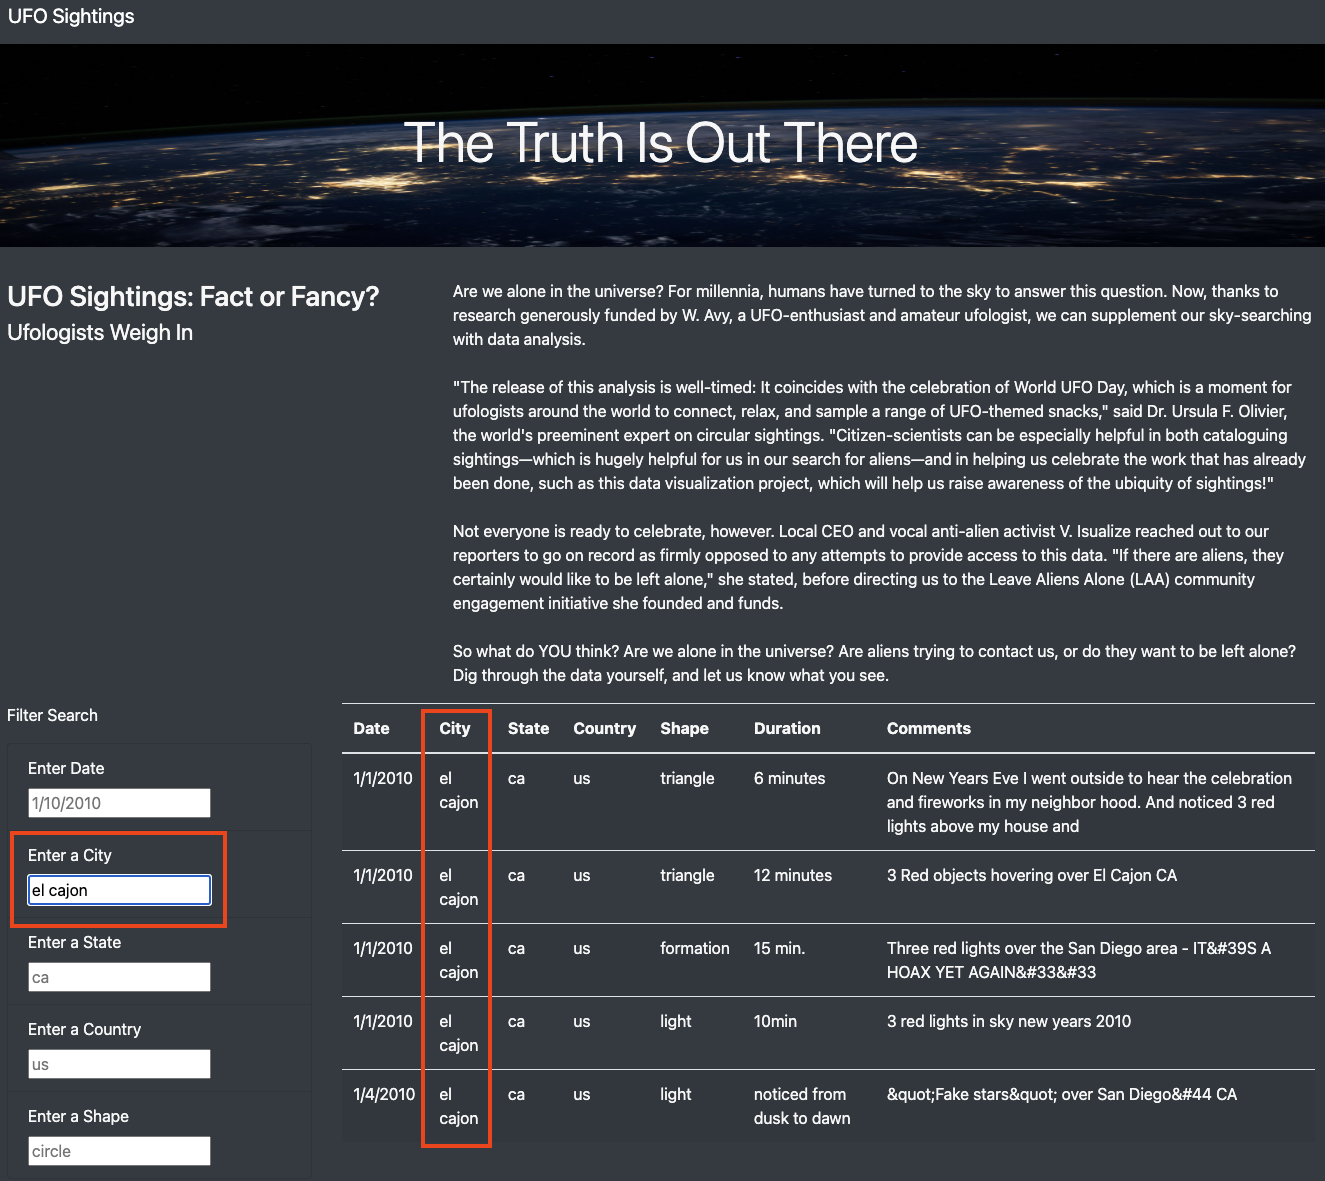 UFO Sightings
The Truth Is Out There
UFO Sightings: Fact or Fancy?
Ufologists Weigh In
Are we alone in the universe? For millennia, humans have turned to the sky to answer this question. Now, thanks to
research generously funded by W. Avy, a UFO-enthusiast and amateur ufologist, we can supplement our sky-searching
with data analysis.
"The release of this analysis is well-timed: It coincides with the celebration of World UFO Day, which is a moment for
ufologists around the world to connect, relax, and sample a range of UFO-themed snacks," said Dr. Ursula F. Olivier,
the world's preeminent expert on circular sightings. "Citizen-scientists can be especially helpful in both cataloguing
sightings—which is hugely helpful for us in our search for aliens—and in helping us celebrate the work that has already
been done, such as this data visualization project, which will help us raise awareness of the ubiquity of sightings!"
Not everyone is ready to celebrate, however. Local CEO and vocal anti-alien activist V. Isualize reached out to our
reporters to go on record as firmly opposed to any attempts to provide access to this data. "If there are aliens, they
certainly would like to be left alone," she stated, before directing us to the Leave Aliens Alone (LAA) community
engagement initiative she founded and funds.
So what do YOU think? Are we alone in the universe? Are aliens trying to contact us, or do they want to be left alone?
Dig through the data yourself, and let us know what you see.
Filter Search
Enter Date
1/10/2010
Enter a City
el cajon
Enter a State
ca
Enter a Country
us
Enter a Shape
circle
Date City State Country Shape Duration Comments
1/1/2010 el ca us triangle 6 minutes On New Years Eve I went outside to hear the celebration
cajon and fireworks in my neighbor hood. And noticed 3 red
lights above my house and
1/1/2010 el ca us triangle 12 minutes 3 Red objects hovering over El Cajon CA
cajon
1/1/2010 el ca us formation 15 min. Three red lights over the San Diego area - IT&#39S A
cajon HOAX YET AGAIN&#33&#33
1/1/2010 el ca us light 10min 3 red lights in sky new years 2010
cajon
1/4/2010 el ca us light noticed from &quot;Fake stars&quot; over San Diego&#44 CA
cajon dusk to dawn